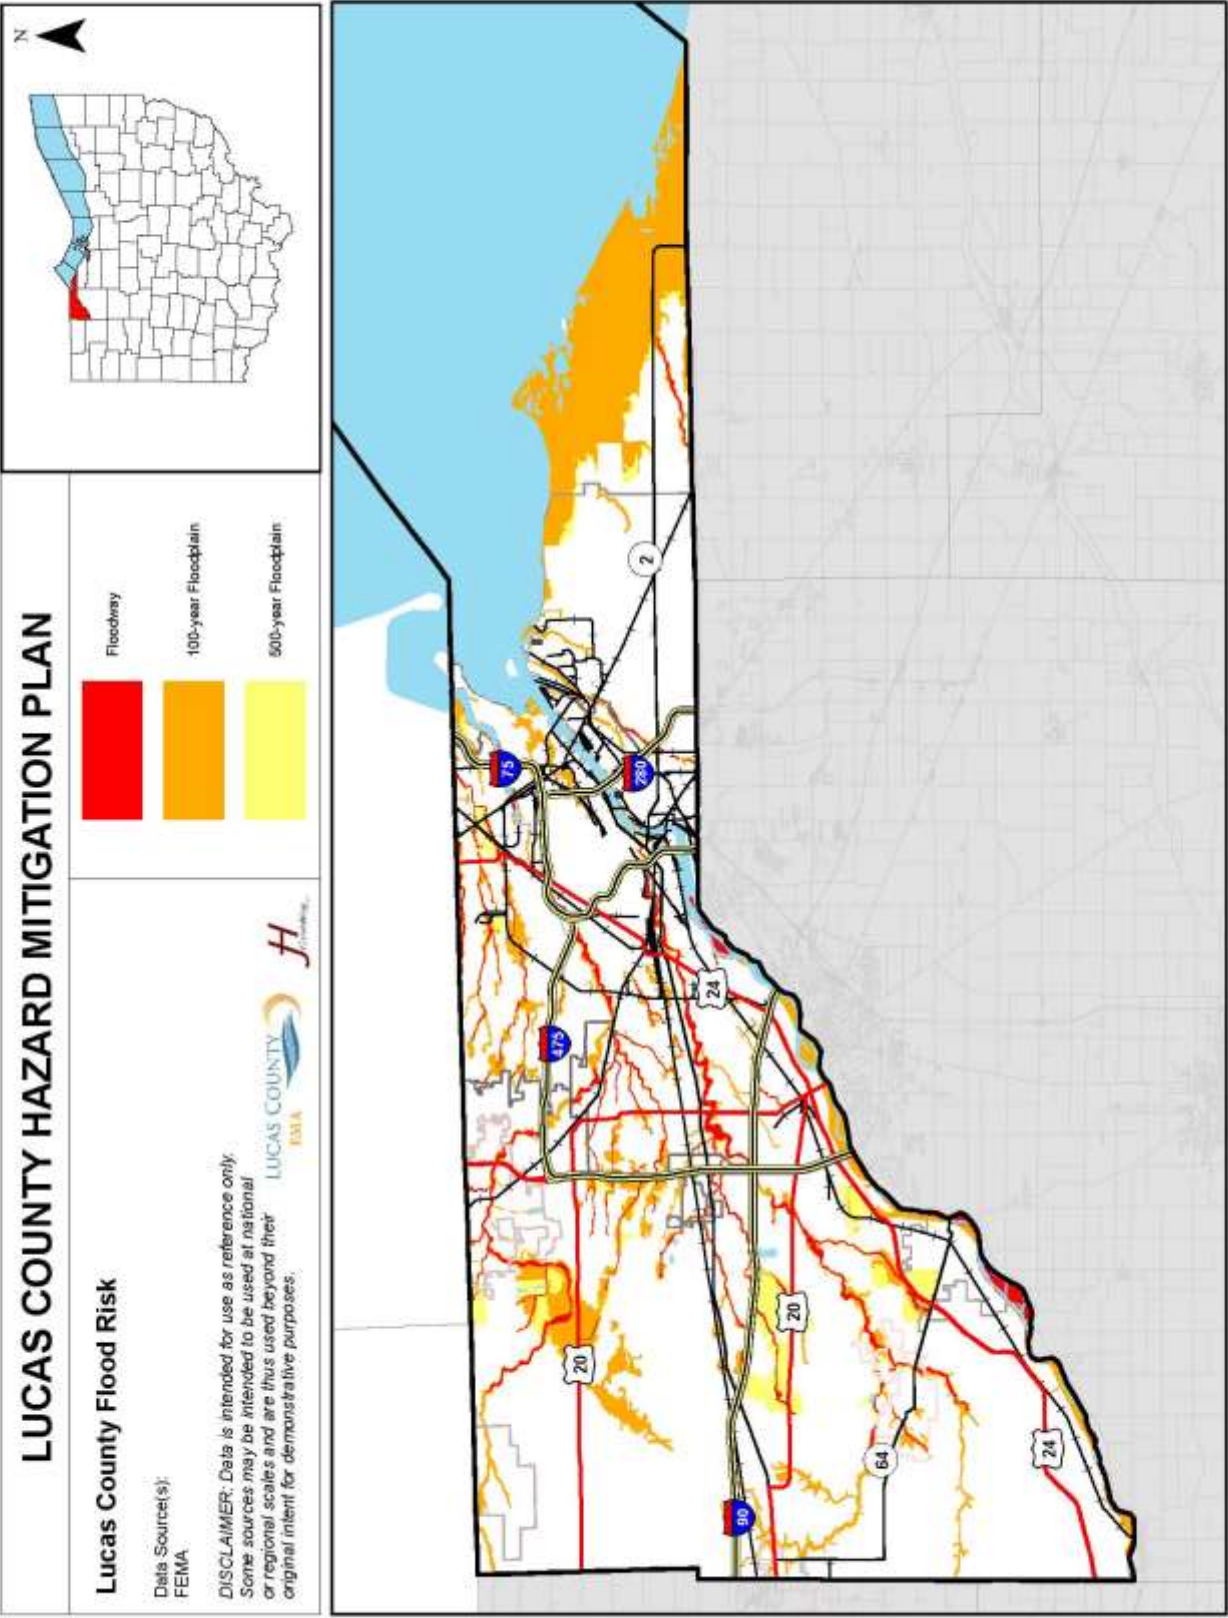 LUCAS COUNTY HAZARD MITIGATION PLAN
Lucas County Flood Risk
Data Source(s):
FEMA
DISCLAIMER: Data is intended for use as reference only.
Some sources may be intended to be used at national
or regional scales and are thus used beyond their
original intent for demonstrative purposes.
LUCAS COUNTY
EMA
JH
Floodway
100-year Floodplain
500-year Floodplain
N
75
280
2
475
24
20
20
90
64
24